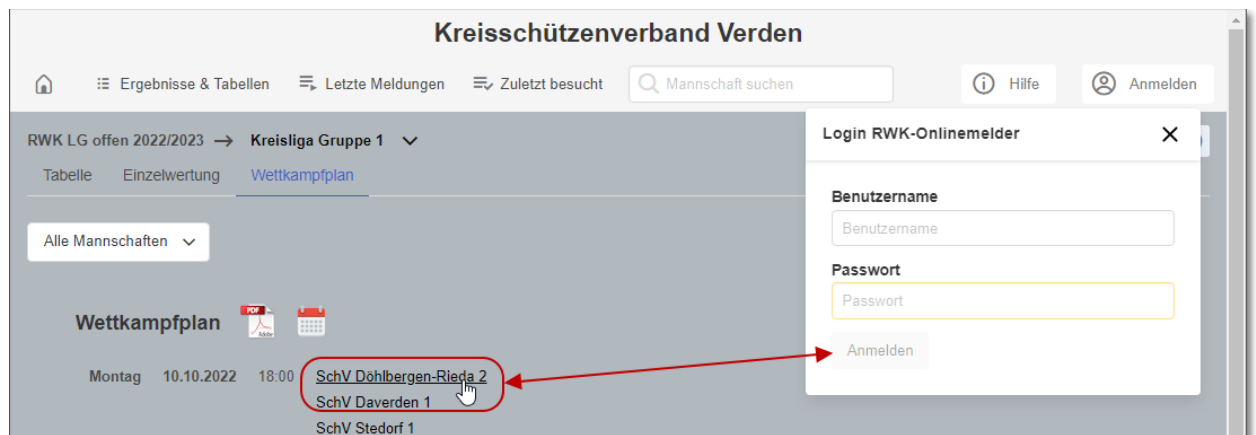 Kreisschützenverband Verden
Ergebnisse & Tabellen Letzte Meldungen Zuletzt besucht Mannschaft suchen Hilfe Anmelden
RWK LG offen 2022/2023 → Kreisliga Gruppe 1
Tabelle Einzelwertung Wettkampfplan
Alle Mannschaften
Login RWK-Onlinemelder
Benutzername
Benutzername
Passwort
Passwort
Anmelden
Wettkampfplan PDF Adobe
Montag 10.10.2022 18:00 SchV Döhlbergen-Rieda 2
SchV Daverden 1
SchV Stedorf 1